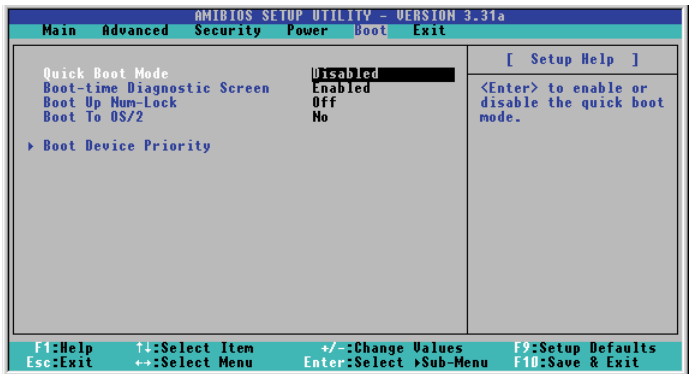 AMIBIOS SETUP UTILITY - VERSION 3.31a
Main Advanced Security Power Boot Exit
Quick Boot Mode Disabled
Boot-time Diagnostic Screen Enabled
Boot Up Num-Lock Off
Boot To OS/2 No
▸ Boot Device Priority
[ Setup Help ]
<Enter> to enable or
disable the quick boot
mode.
F1:Help ↑↓:Select Item +/-:Change Values F9:Setup Defaults
Esc:Exit ↔:Select Menu Enter:Select ▸Sub-Menu F10:Save & Exit